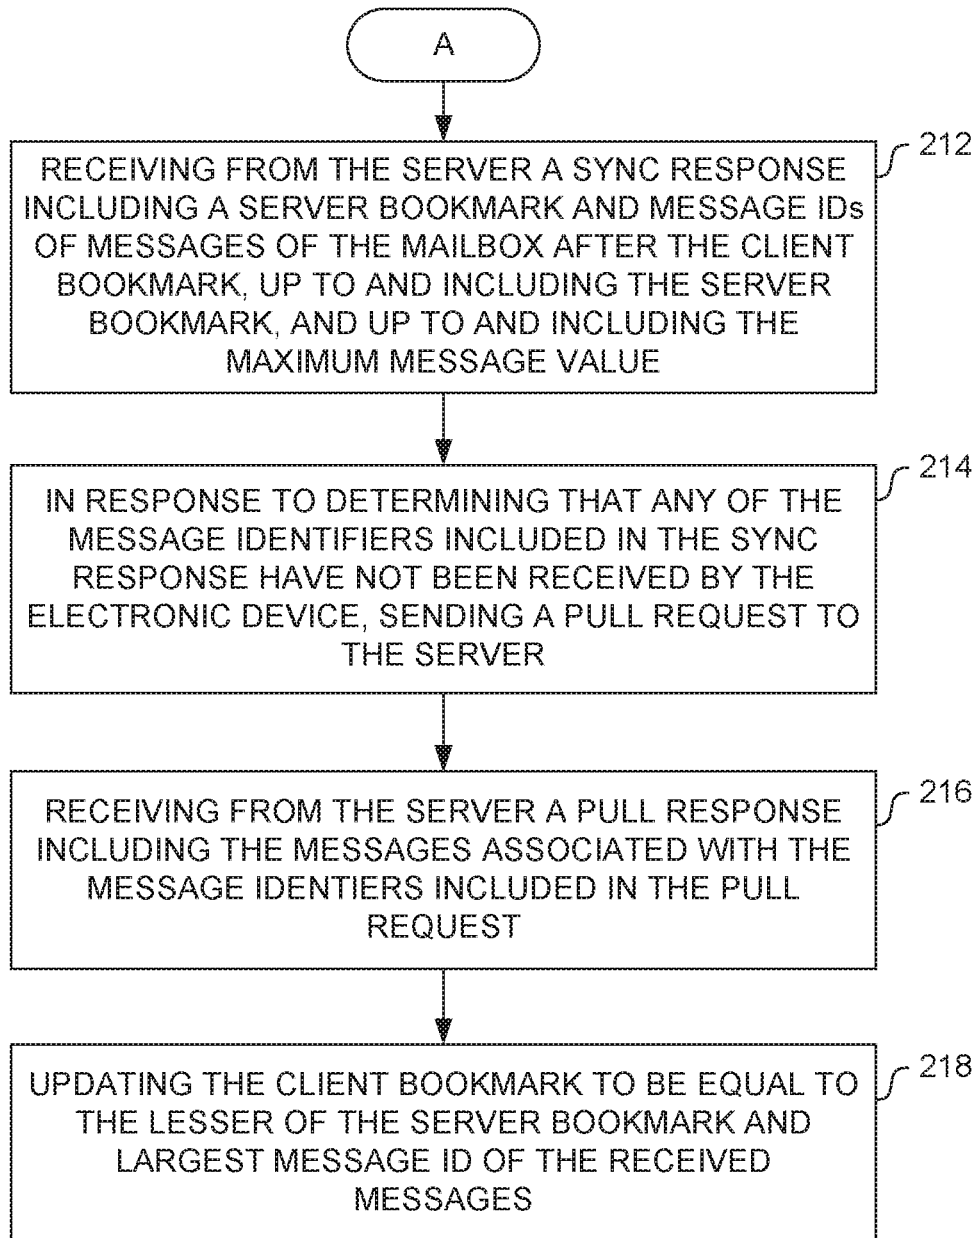 A
212
RECEIVING FROM THE SERVER A SYNC RESPONSE
INCLUDING A SERVER BOOKMARK AND MESSAGE IDs
OF MESSAGES OF THE MAILBOX AFTER THE CLIENT
BOOKMARK, UP TO AND INCLUDING THE SERVER
BOOKMARK, AND UP TO AND INCLUDING THE
MAXIMUM MESSAGE VALUE
214
IN RESPONSE TO DETERMINING THAT ANY OF THE
MESSAGE IDENTIFIERS INCLUDED IN THE SYNC
RESPONSE HAVE NOT BEEN RECEIVED BY THE
ELECTRONIC DEVICE, SENDING A PULL REQUEST TO
THE SERVER
216
RECEIVING FROM THE SERVER A PULL RESPONSE
INCLUDING THE MESSAGES ASSOCIATED WITH THE
MESSAGE IDENTIERS INCLUDED IN THE PULL
REQUEST
218
UPDATING THE CLIENT BOOKMARK TO BE EQUAL TO
THE LESSER OF THE SERVER BOOKMARK AND
LARGEST MESSAGE ID OF THE RECEIVED
MESSAGES